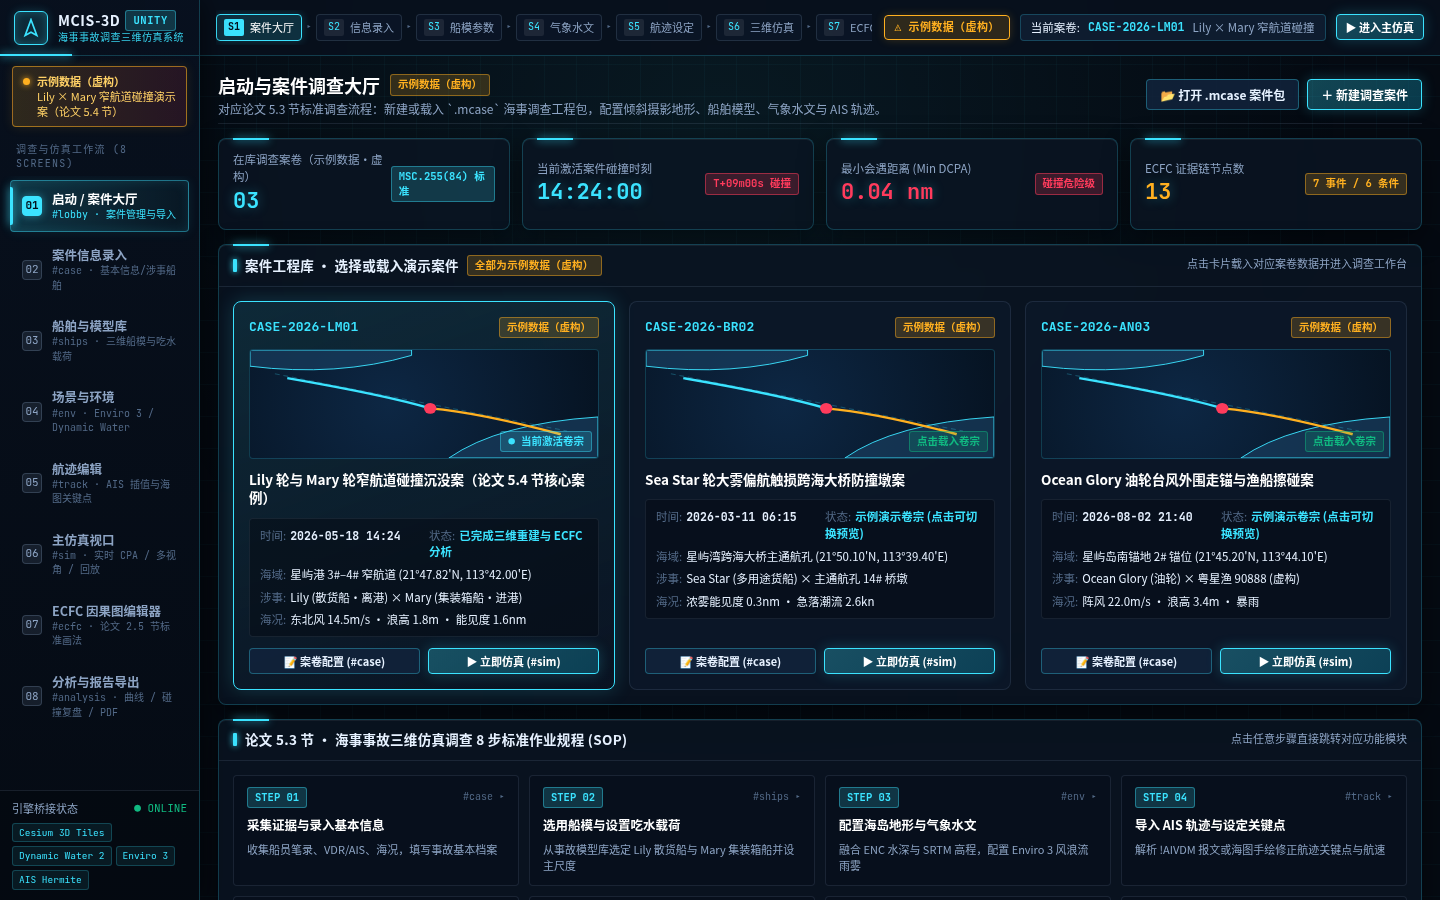 MCIS-3D UNITY
海事事故调查三维仿真系统
示例数据（虚构）
Lily × Mary 窄航道碰撞演示
案（论文 5.4 节）
调查与仿真工作流 (8
SCREENS)
01 启动 / 案件大厅
#lobby · 案件管理与导入
02 案件信息录入
#case · 基本信息/涉事船
舶
03 船舶与模型库
#ships · 三维船模与吃水
载荷
04 场景与环境
#env · Enviro 3 /
Dynamic Water
05 航迹编辑
#track · AIS 插值与海
图关键点
06 主仿真视口
#sim · 实时 CPA / 多视
角 / 回放
07 ECFC 因果图编辑器
#ecfc · 论文 2.5 节标
准画法
08 分析与报告导出
#analysis · 曲线 / 碰
撞复盘 / PDF
引擎桥接状态 ● ONLINE
Cesium 3D Tiles
Dynamic Water 2 Enviro 3
AIS Hermite
S1 案件大厅 S2 信息录入 S3 船模参数 S4 气象水文 S5 航迹设定 S6 三维仿真 S7 ECFC
⚠ 示例数据（虚构）
当前案卷: CASE-2026-LM01 Lily × Mary 窄航道碰撞
▶ 进入主仿真
启动与案件调查大厅 示例数据（虚构）
对应论文 5.3 节标准调查流程：新建或载入 `.mcase` 海事调查工程包，配置倾斜摄影地形、船舶模型、气象水文与 AIS 轨迹。
📂 打开 .mcase 案件包
＋ 新建调查案件
在库调查案卷（示例数据・虚
构）
03
MSC.255(84) 标
准
当前激活案件碰撞时刻
14:24:00
T+09m00s 碰撞
最小会遇距离 (Min DCPA)
0.04 nm
碰撞危险级
ECFC 证据链节点数
13
7 事件 / 6 条件
案件工程库 · 选择或载入演示案件 全部为示例数据（虚构）
点击卡片载入对应案卷数据并进入调查工作台
CASE-2026-LM01 示例数据（虚构）
● 当前激活卷宗
Lily 轮与 Mary 轮窄航道碰撞沉没案（论文 5.4 节核心案
例）
时间: 2026-05-18 14:24 状态: 已完成三维重建与 ECFC
分析
海域: 星屿港 3#–4# 窄航道 (21°47.82'N, 113°42.00'E)
涉事: Lily (散货船・离港) × Mary (集装箱船・进港)
海况: 东北风 14.5m/s・浪高 1.8m・能见度 1.6nm
📝 案卷配置 (#case) ▶ 立即仿真 (#sim)
CASE-2026-BR02 示例数据（虚构）
点击载入卷宗
Sea Star 轮大雾偏航触损跨海大桥防撞墩案
时间: 2026-03-11 06:15 状态: 示例演示卷宗 (点击可切
换预览)
海域: 星屿湾跨海大桥主通航孔 (21°50.10'N, 113°39.40'E)
涉事: Sea Star (多用途货船) × 主通航孔 14# 桥墩
海况: 浓雾能见度 0.3nm・急落潮流 2.6kn
📝 案卷配置 (#case) ▶ 立即仿真 (#sim)
CASE-2026-AN03 示例数据（虚构）
点击载入卷宗
Ocean Glory 油轮台风外围走锚与渔船擦碰案
时间: 2026-08-02 21:40 状态: 示例演示卷宗 (点击可切
换预览)
海域: 星屿岛南锚地 2# 锚位 (21°45.20'N, 113°44.10'E)
涉事: Ocean Glory (油轮) × 粤星渔 90888 (虚构)
海况: 阵风 22.0m/s・浪高 3.4m・暴雨
📝 案卷配置 (#case) ▶ 立即仿真 (#sim)
论文 5.3 节 · 海事事故三维仿真调查 8 步标准作业规程 (SOP)
点击任意步骤直接跳转对应功能模块
STEP 01 #case ▸
采集证据与录入基本信息
收集船员笔录、VDR/AIS、海况，填写事故基本档案
STEP 02 #ships ▸
选用船模与设置吃水载荷
从事故模型库选定 Lily 散货船与 Mary 集装箱船并设
主尺度
STEP 03 #env ▸
配置海岛地形与气象水文
融合 ENC 水深与 SRTM 高程，配置 Enviro 3 风浪流
雨雾
STEP 04 #track ▸
导入 AIS 轨迹与设定关键点
解析 !AIVDM 报文或海图手绘修正航迹关键点与航速